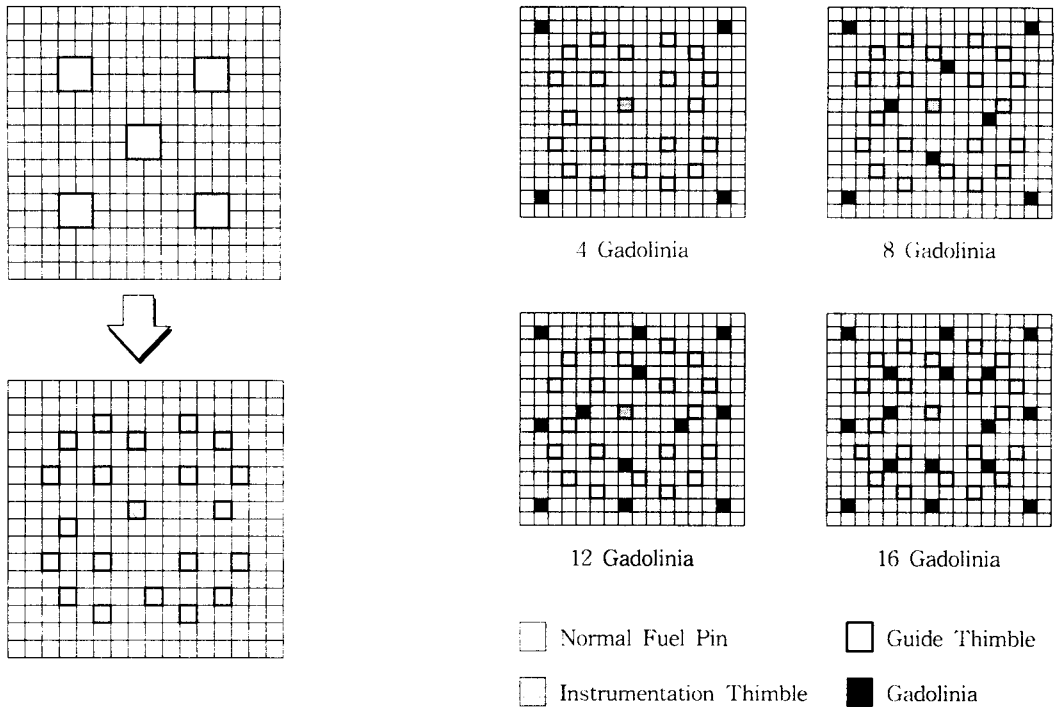 4 Gadolinia
8 Gadolinia
12 Gadolinia
16 Gadolinia
Normal Fuel Pin
Guide Thimble
Instrumentation Thimble
Gadolinia